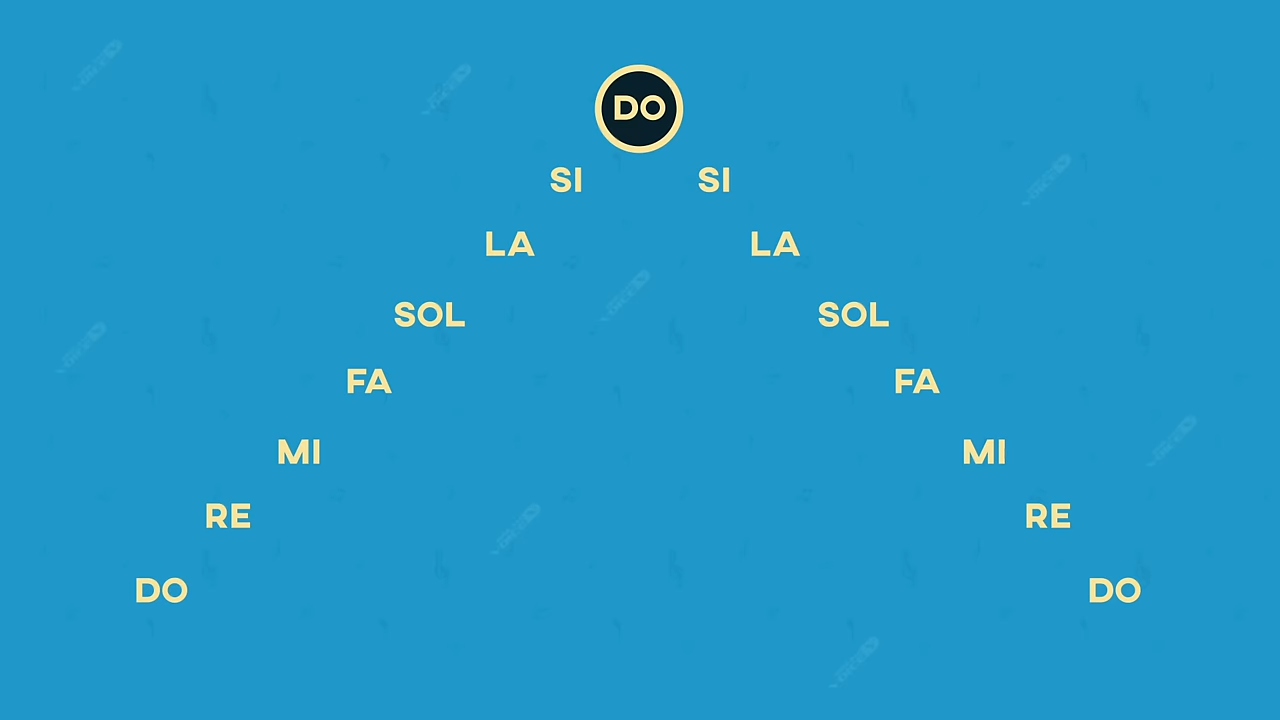 DO
SI SI
LA LA
SOL SOL
FA FA
MI MI
RE RE
DO DO